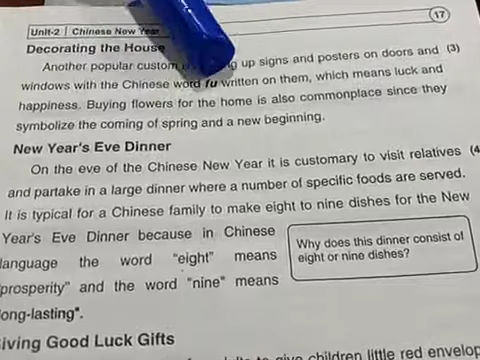 17
Unit-2 | Chinese New Year
Decorating the House
Another popular custom up signs and posters on doors and (3)
windows with the Chinese word fu written on them, which means luck and
happiness. Buying flowers for the home is also commonplace since they
symbolize the coming of spring and a new beginning.
New Year's Eve Dinner
On the eve of the Chinese New Year it is customary to visit relatives (4
and partake in a large dinner where a number of specific foods are served.
It is typical for a Chinese family to make eight to nine dishes for the New
Year's Eve Dinner because in Chinese
language the word "eight" means
prosperity" and the word "nine" means
ong-lasting".
Why does this dinner consist of
eight or nine dishes?
iving Good Luck Gifts
to give children little red envelop